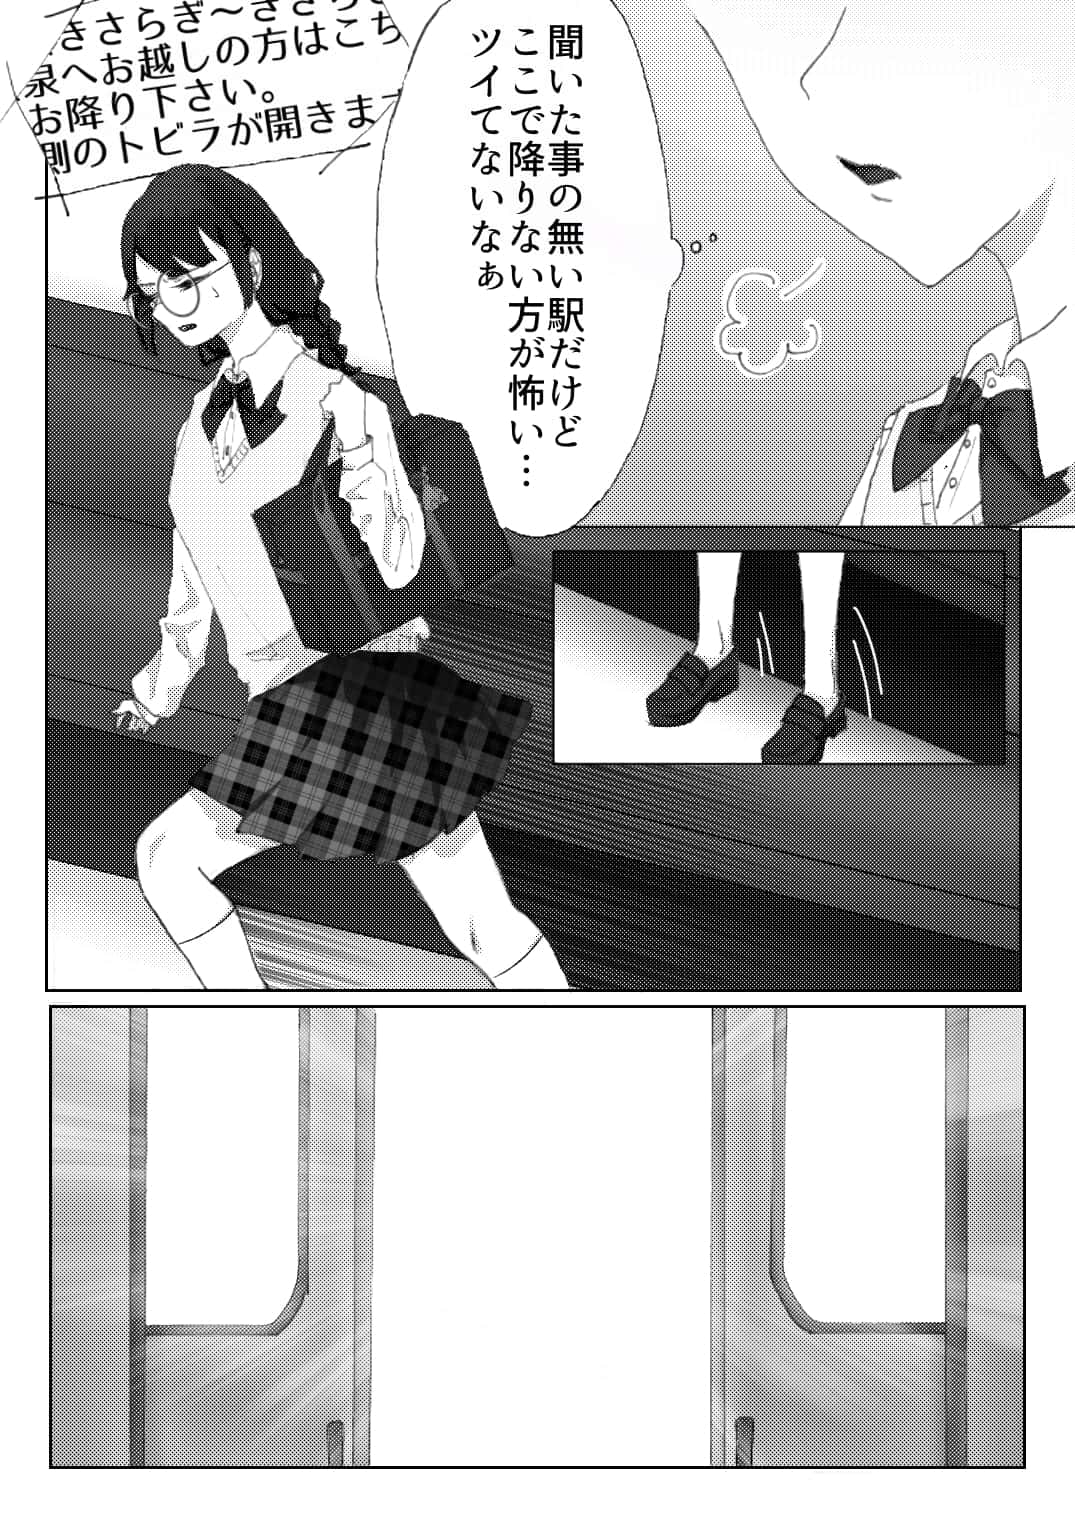 聞いた事の無い駅だけど
ここで降りない方が怖い…
ツイてないなぁ
きさらぎ〜きさらぎ
泉へお越しの方はこち
お降り下さい。
側のトビラが開きます